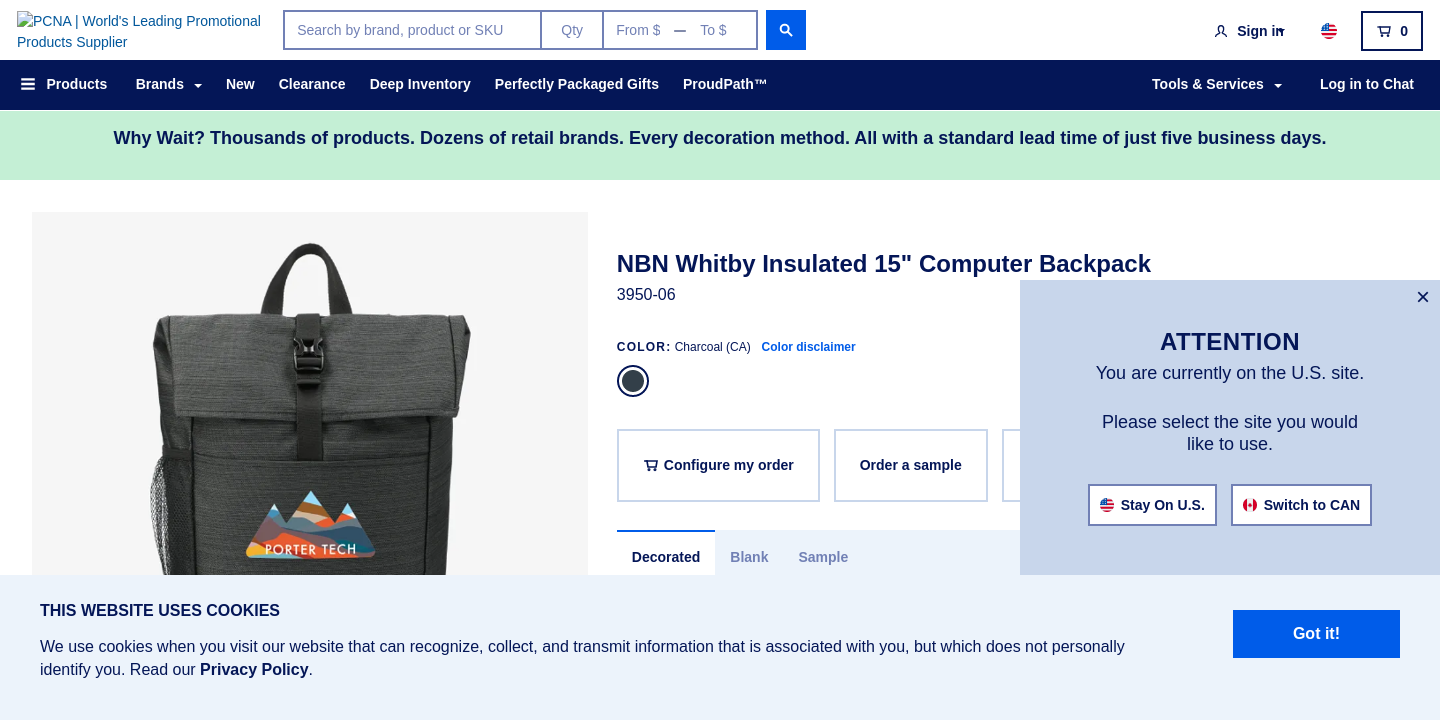 PCNA | World's Leading Promotional
Products Supplier
Search by brand, product or SKU
Qty
From $ — To $
Sign in
0
Products
Brands
New
Clearance
Deep Inventory
Perfectly Packaged Gifts
ProudPath™
Tools & Services
Log in to Chat
Why Wait? Thousands of products. Dozens of retail brands. Every decoration method. All with a standard lead time of just five business days.
PORTER TECH
NBN Whitby Insulated 15" Computer Backpack
3950-06
COLOR: Charcoal (CA) Color disclaimer
Configure my order
Order a sample
Decorated
Blank
Sample
×
ATTENTION
You are currently on the U.S. site.
Please select the site you would
like to use.
Stay On U.S.
Switch to CAN
THIS WEBSITE USES COOKIES
We use cookies when you visit our website that can recognize, collect, and transmit information that is associated with you, but which does not personally
identify you. Read our Privacy Policy.
Got it!